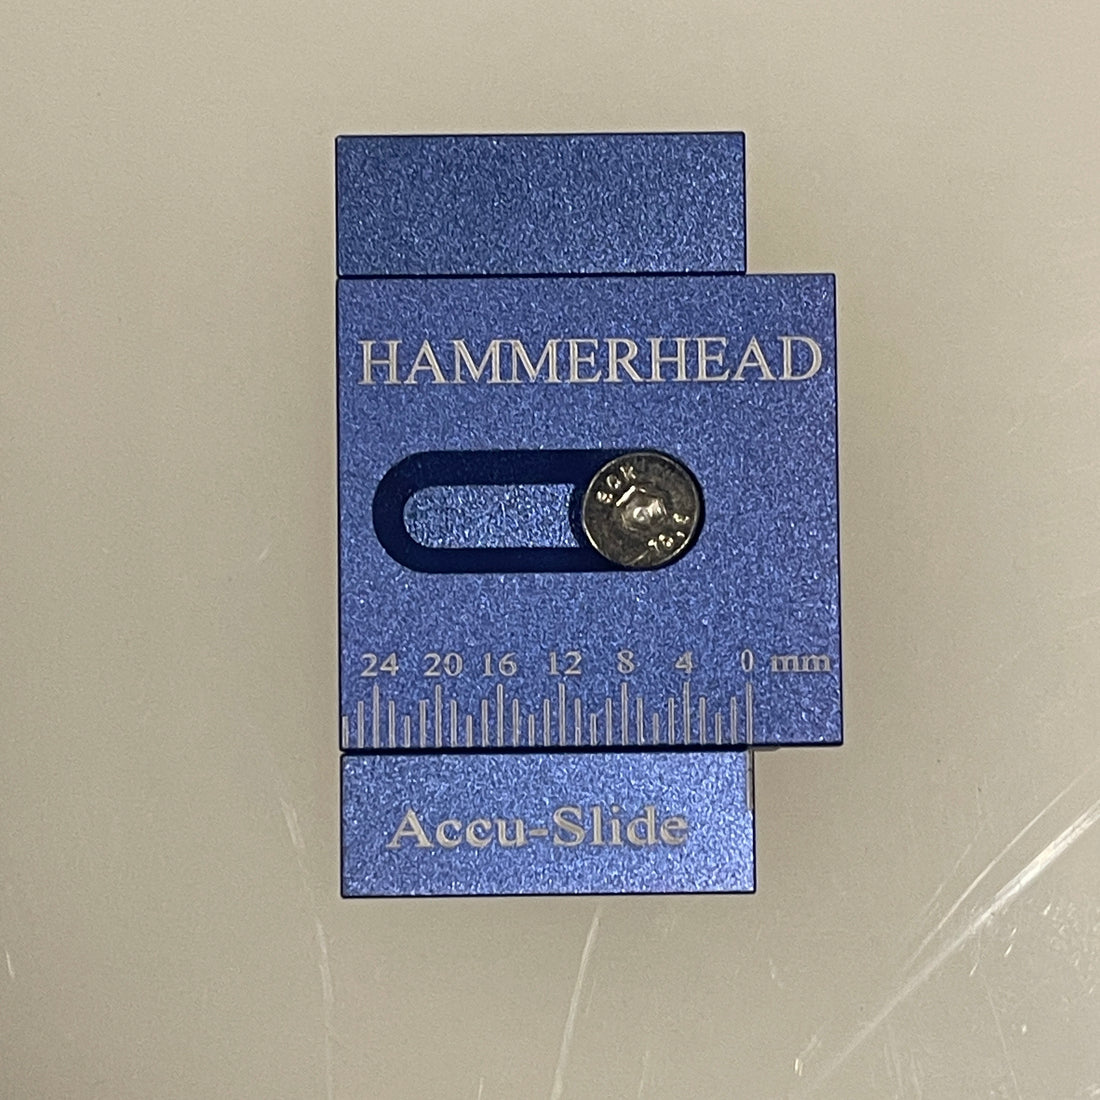 HAMMERHEAD
24 20 16 12 8 4 0 mm
Accu-Slide